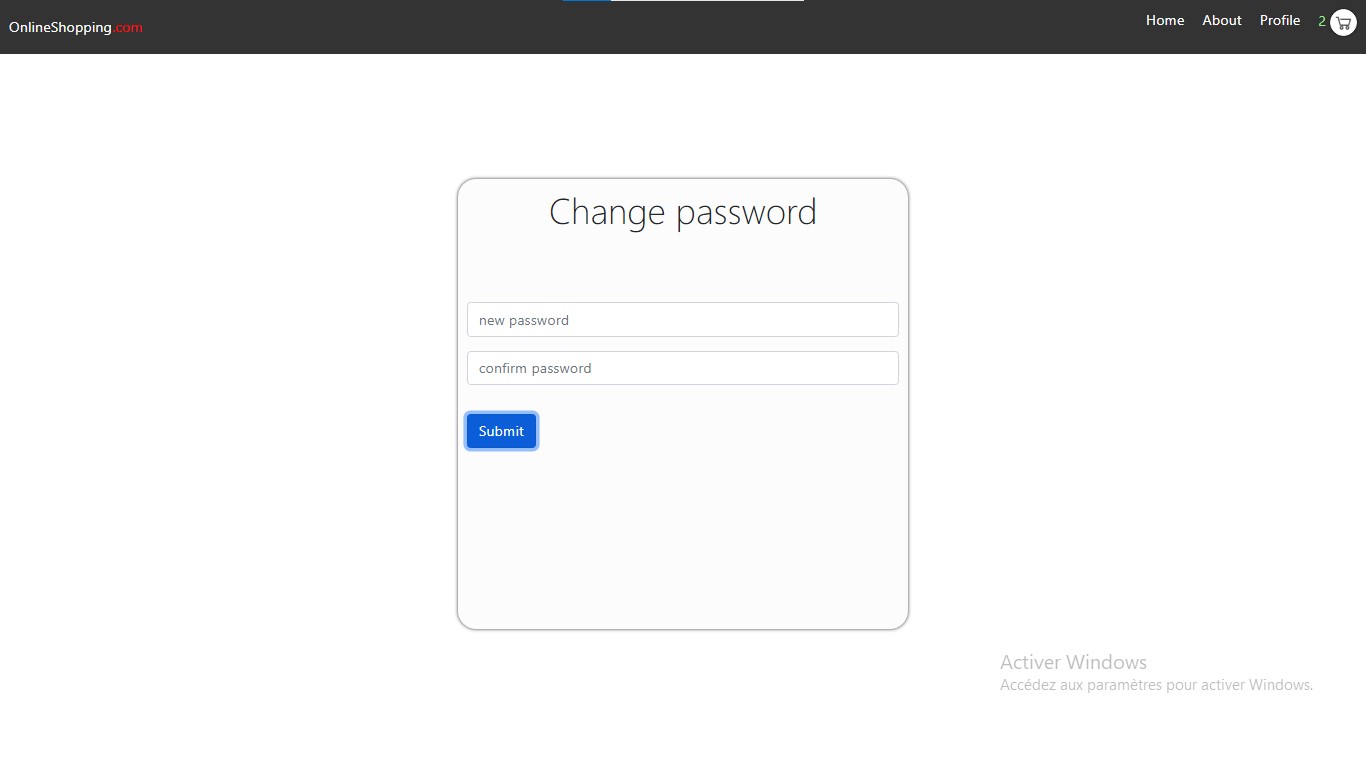 OnlineShopping.com
Home About Profile 2
Change password
new password
confirm password
Submit
Activer Windows
Accédez aux paramètres pour activer Windows.